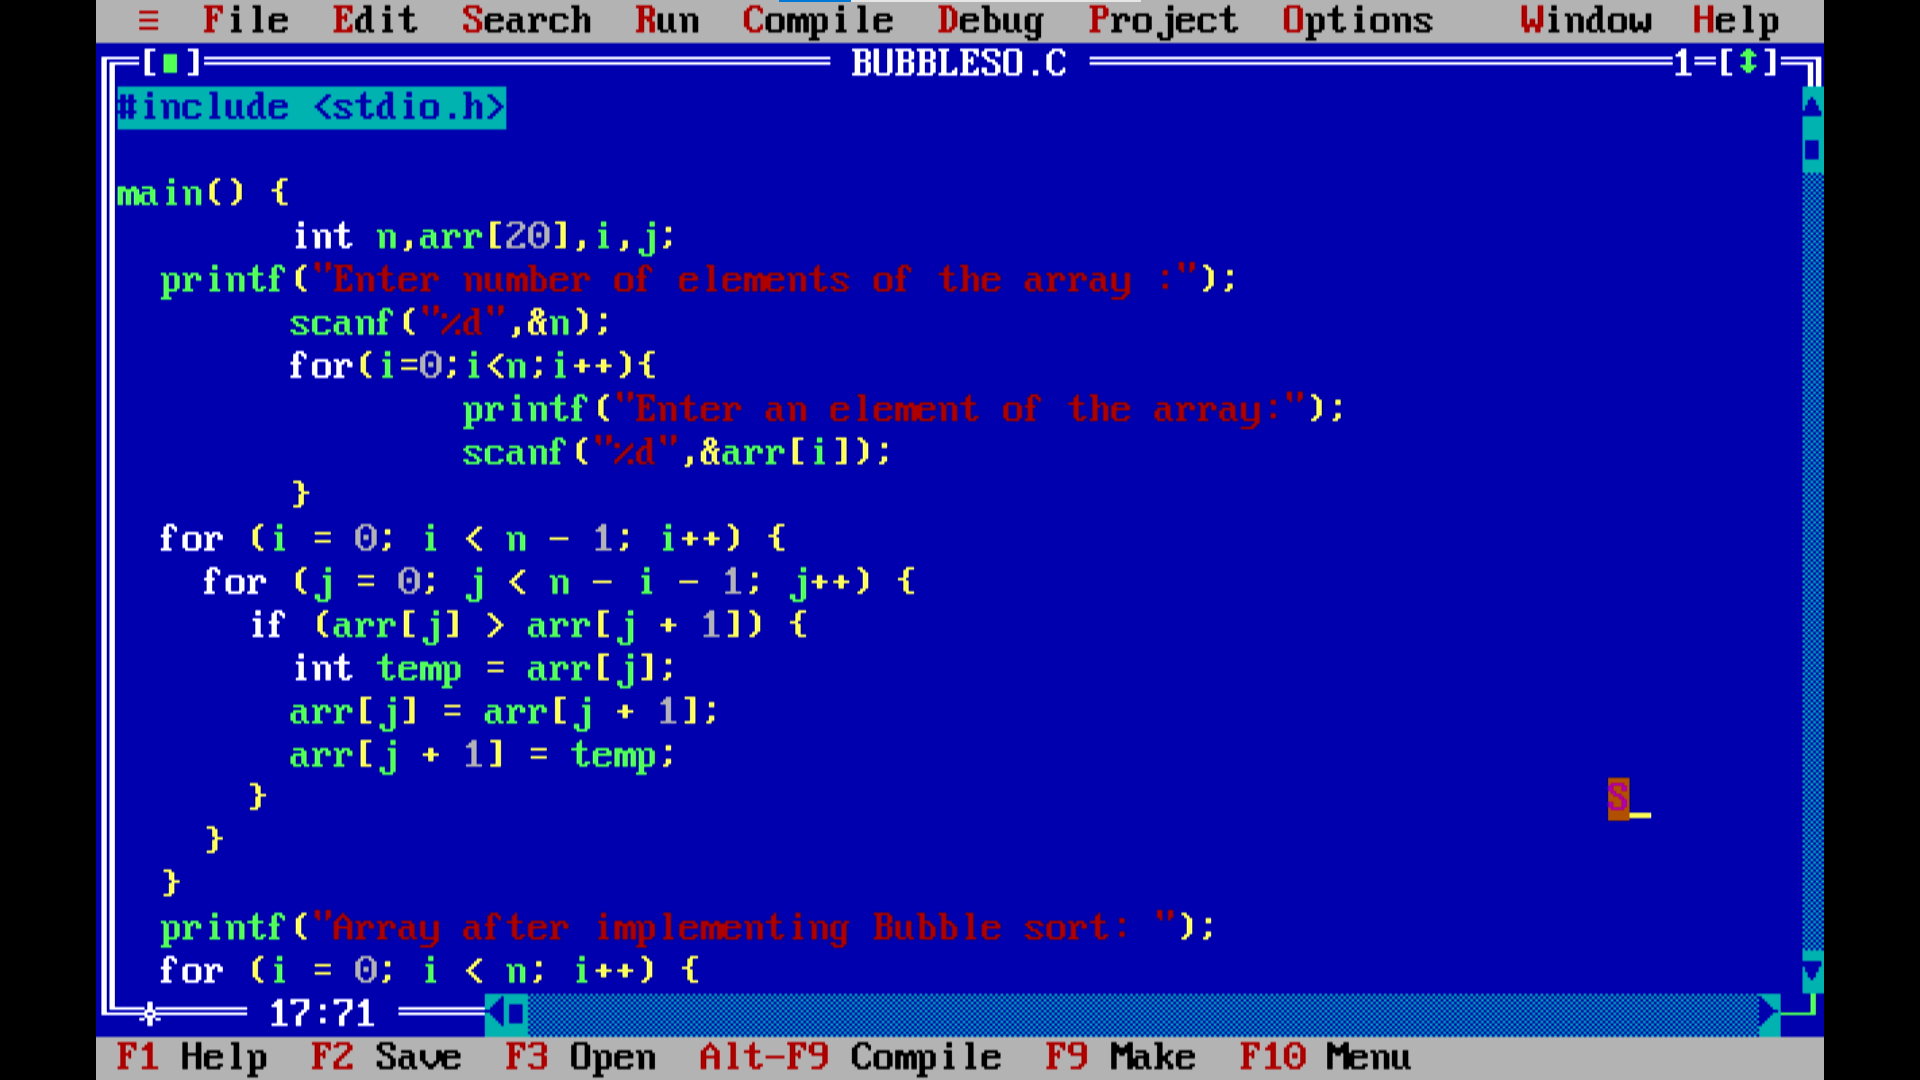 ≡ File Edit Search Run Compile Debug Project Options Window Help
[■] BUBBLESO.C 1=[↕]
#include <stdio.h>
main() {
int n,arr[20],i,j;
printf("Enter number of elements of the array :");
scanf("%d",&n);
for(i=0;i<n;i++){
printf("Enter an element of the array:");
scanf("%d",&arr[i]);
}
for (i = 0; i < n - 1; i++) {
for (j = 0; j < n - i - 1; j++) {
if (arr[j] > arr[j + 1]) {
int temp = arr[j];
arr[j] = arr[j + 1];
arr[j + 1] = temp;
}                S_
}
}
printf("Array after implementing Bubble sort: ");
for (i = 0; i < n; i++) {
17:71
F1 Help F2 Save F3 Open Alt-F9 Compile F9 Make F10 Menu